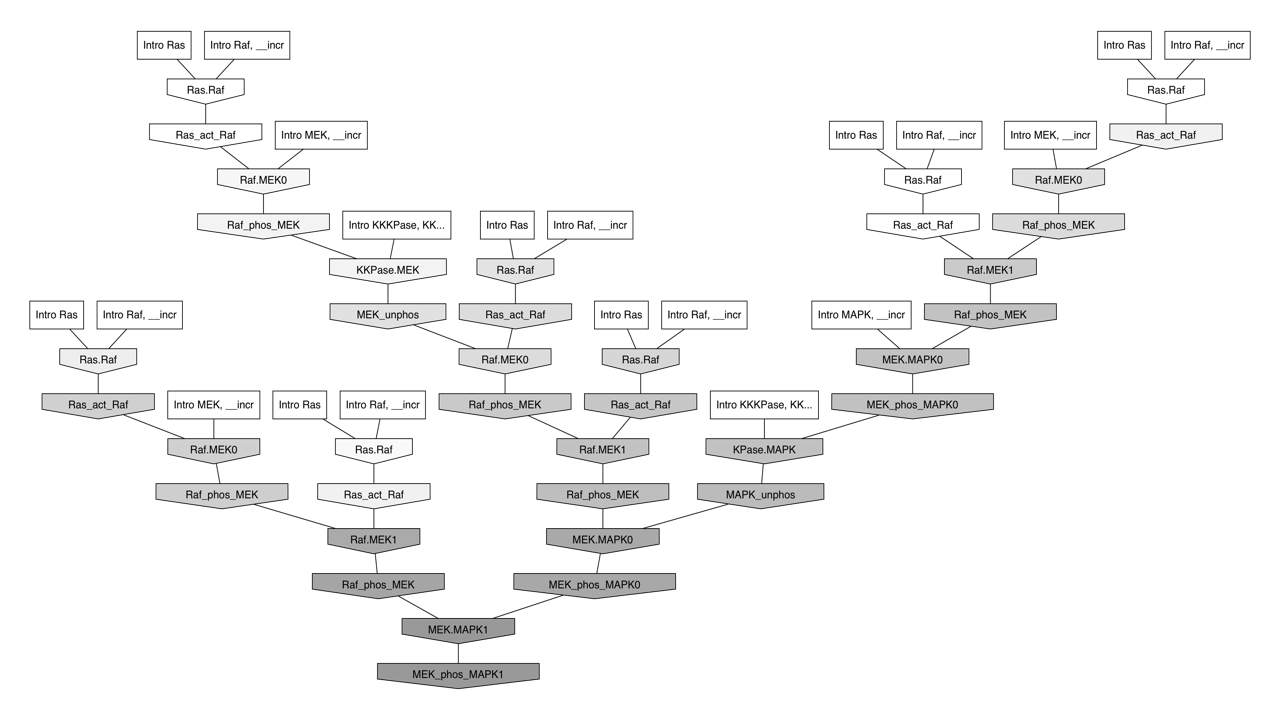 Intro Ras
Intro Raf, __incr
Intro Ras
Intro Raf, __incr
Ras.Raf
Ras.Raf
Ras_act_Raf
Intro MEK, __incr
Intro Ras
Intro Raf, __incr
Intro MEK, __incr
Ras_act_Raf
Raf.MEK0
Ras.Raf
Raf.MEK0
Raf_phos_MEK
Intro KKKPase, KK...
Intro Ras
Intro Raf, __incr
Ras_act_Raf
Raf_phos_MEK
KKPase.MEK
Ras.Raf
Raf.MEK1
Intro Ras
Intro Raf, __incr
MEK_unphos
Ras_act_Raf
Intro Ras
Intro Raf, __incr
Intro MAPK, __incr
Raf_phos_MEK
Ras.Raf
Raf.MEK0
Ras.Raf
MEK.MAPK0
Ras_act_Raf
Intro MEK, __incr
Intro Ras
Intro Raf, __incr
Raf_phos_MEK
Ras_act_Raf
Intro KKKPase, KK...
MEK_phos_MAPK0
Raf.MEK0
Ras.Raf
Raf.MEK1
KPase.MAPK
Raf_phos_MEK
Ras_act_Raf
Raf_phos_MEK
MAPK_unphos
Raf.MEK1
MEK.MAPK0
Raf_phos_MEK
MEK_phos_MAPK0
MEK.MAPK1
MEK_phos_MAPK1